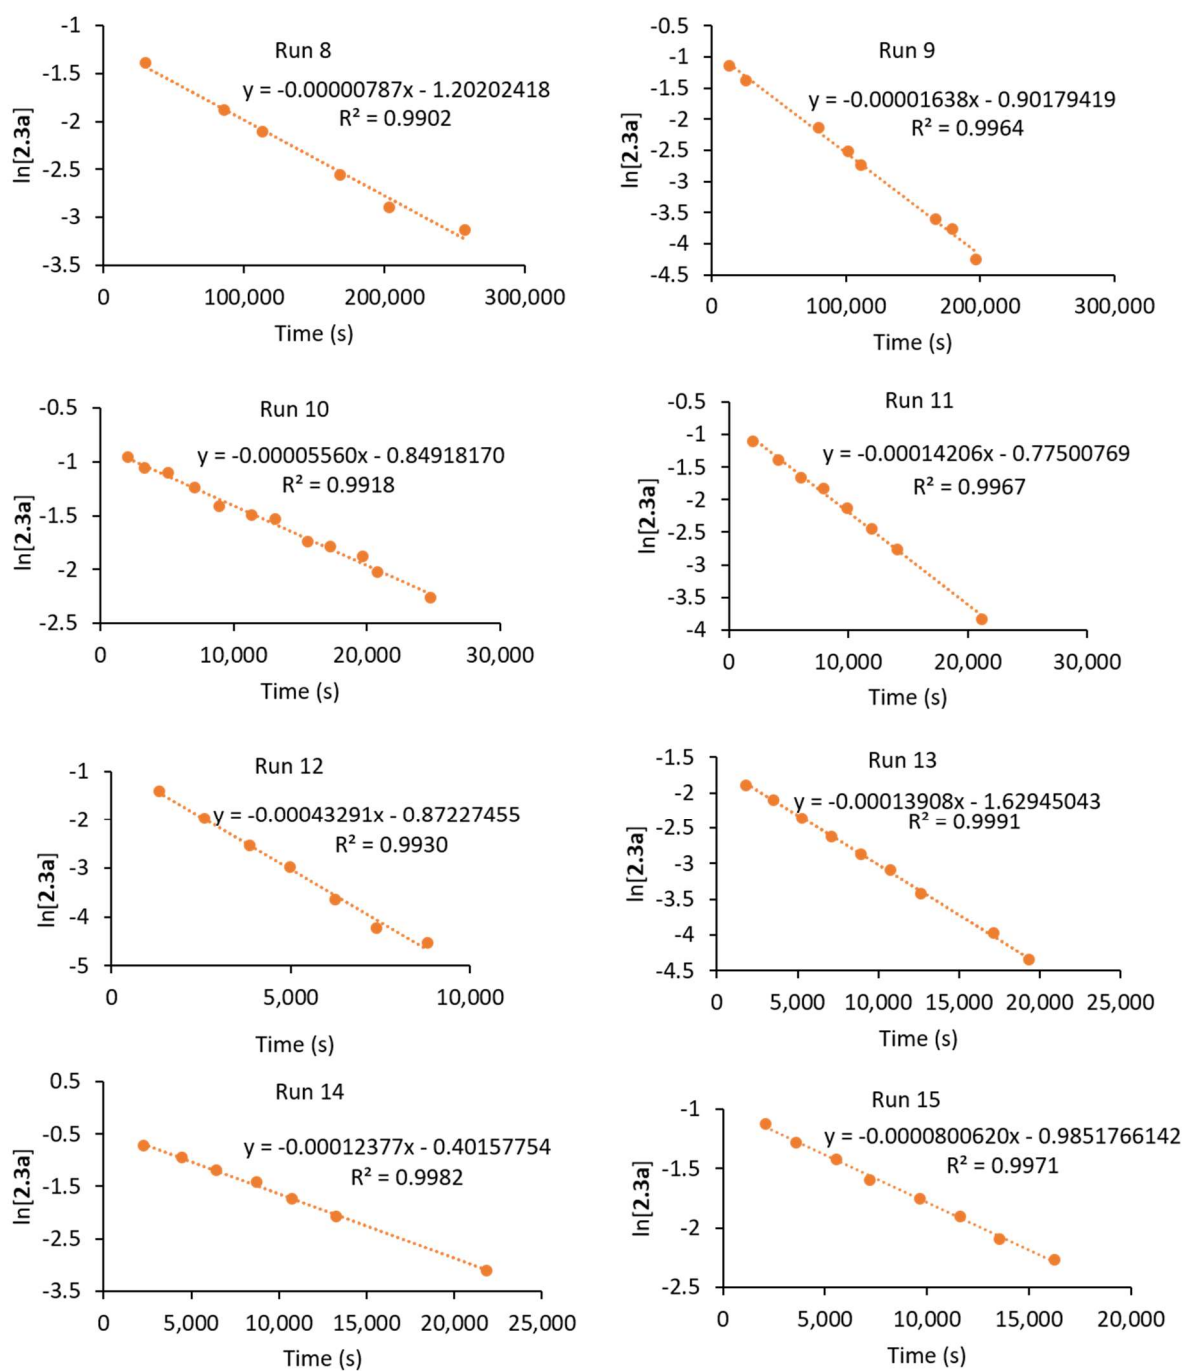 Run 8
y = -0.00000787x - 1.20202418
R² = 0.9902
ln[2.3a]
-1
-1.5
-2
-2.5
-3
-3.5
0
100,000
200,000
300,000
Time (s)
Run 9
y = -0.00001638x - 0.90179419
R² = 0.9964
ln[2.3a]
-0.5
-1
-1.5
-2
-2.5
-3
-3.5
-4
-4.5
0
100,000
200,000
300,000
Time (s)
Run 10
y = -0.00005560x - 0.84918170
R² = 0.9918
ln[2.3a]
-0.5
-1
-1.5
-2
-2.5
0
10,000
20,000
30,000
Time (s)
Run 11
y = -0.00014206x - 0.77500769
R² = 0.9967
ln[2.3a]
-0.5
-1
-1.5
-2
-2.5
-3
-3.5
-4
0
10,000
20,000
30,000
Time (s)
Run 12
y = -0.00043291x - 0.87227455
R² = 0.9930
ln[2.3a]
-1
-2
-3
-4
-5
0
5,000
10,000
Time (s)
Run 13
y = -0.00013908x - 1.62945043
R² = 0.9991
ln[2.3a]
-1.5
-2
-2.5
-3
-3.5
-4
-4.5
0
5,000
10,000
15,000
20,000
25,000
Time (s)
Run 14
y = -0.00012377x - 0.40157754
R² = 0.9982
ln[2.3a]
0.5
-0.5
-1.5
-2.5
-3.5
0
5,000
10,000
15,000
20,000
25,000
Time (s)
Run 15
y = -0.0000800620x - 0.9851766142
R² = 0.9971
ln[2.3a]
-1
-1.5
-2
-2.5
0
5,000
10,000
15,000
20,000
Time (s)